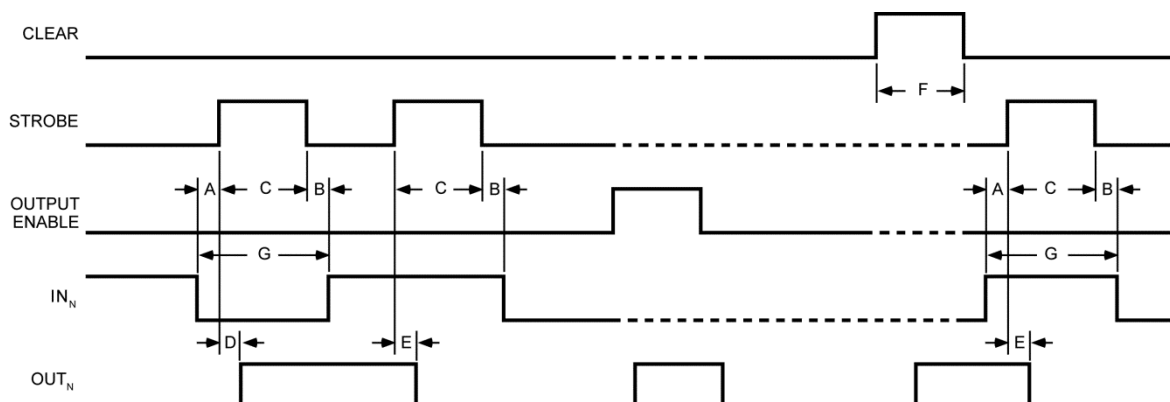 CLEAR
F
STROBE
A C B C B A C B
OUTPUT
ENABLE
G G
IN_N
D E E
OUT_N